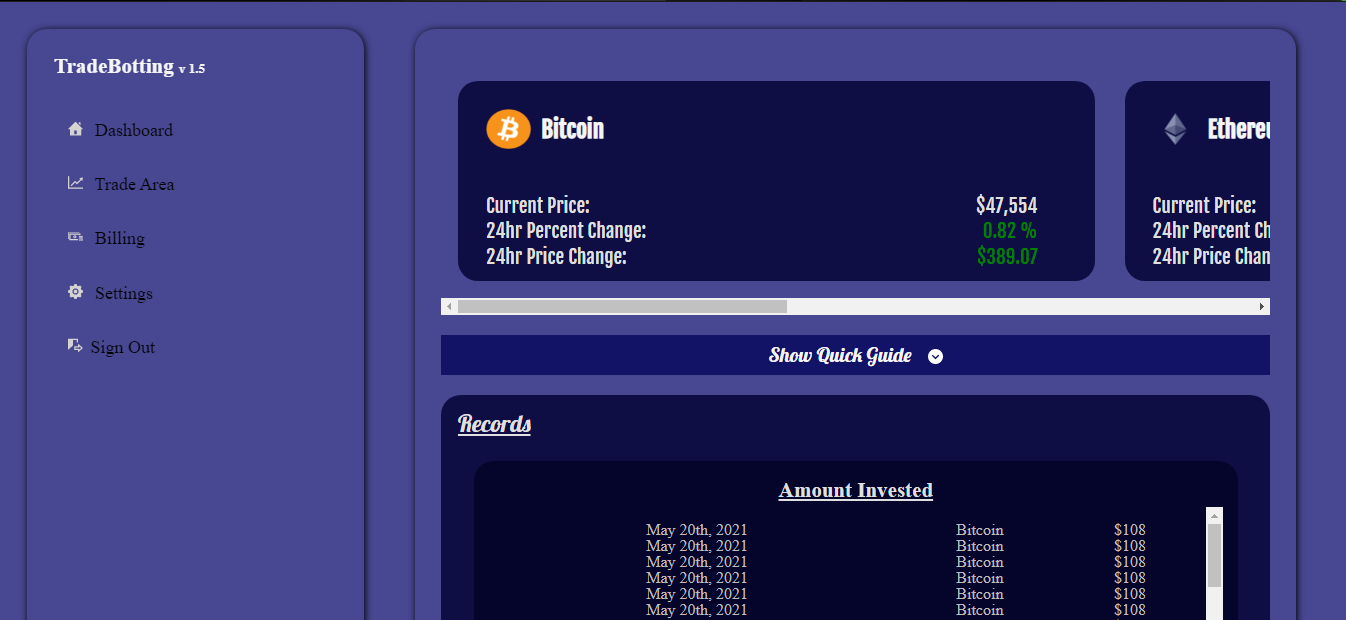 TradeBotting v 1.5
Dashboard
Trade Area
Billing
Settings
Sign Out
Bitcoin
Current Price: $47,554
24hr Percent Change: 0.82 %
24hr Price Change: $389.07
Ethereu
Current Price:
24hr Percent Ch
24hr Price Chan
Show Quick Guide
Records
Amount Invested
May 20th, 2021 Bitcoin $108
May 20th, 2021 Bitcoin $108
May 20th, 2021 Bitcoin $108
May 20th, 2021 Bitcoin $108
May 20th, 2021 Bitcoin $108
May 20th, 2021 Bitcoin $108